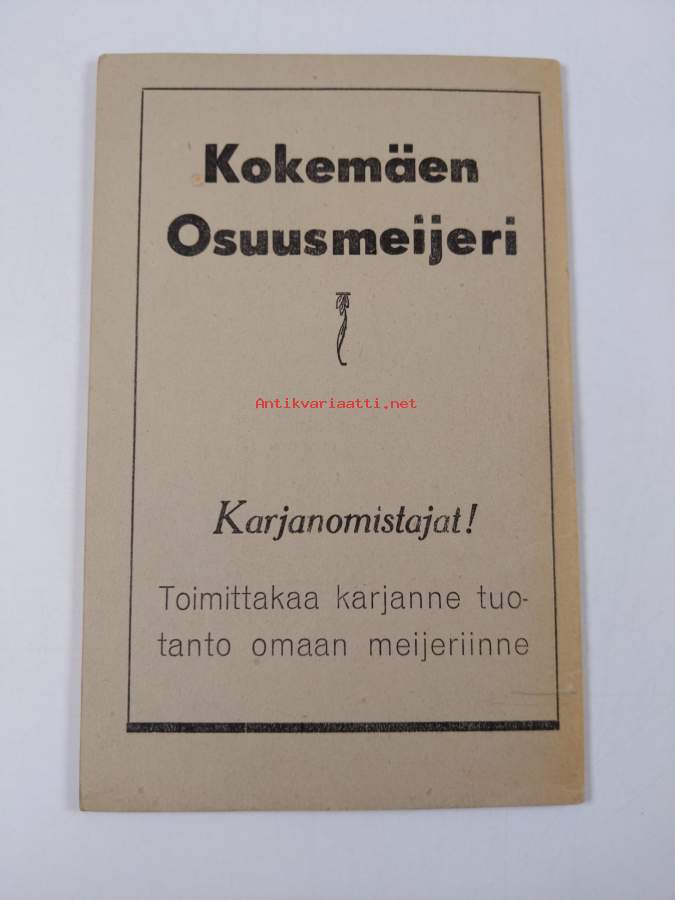 Kokemäen
Osuusmeijeri
Antikvariaatti.net
Karjanomistajat!
Toimittakaa karjanne tuo-
tanto omaan meijeriinne